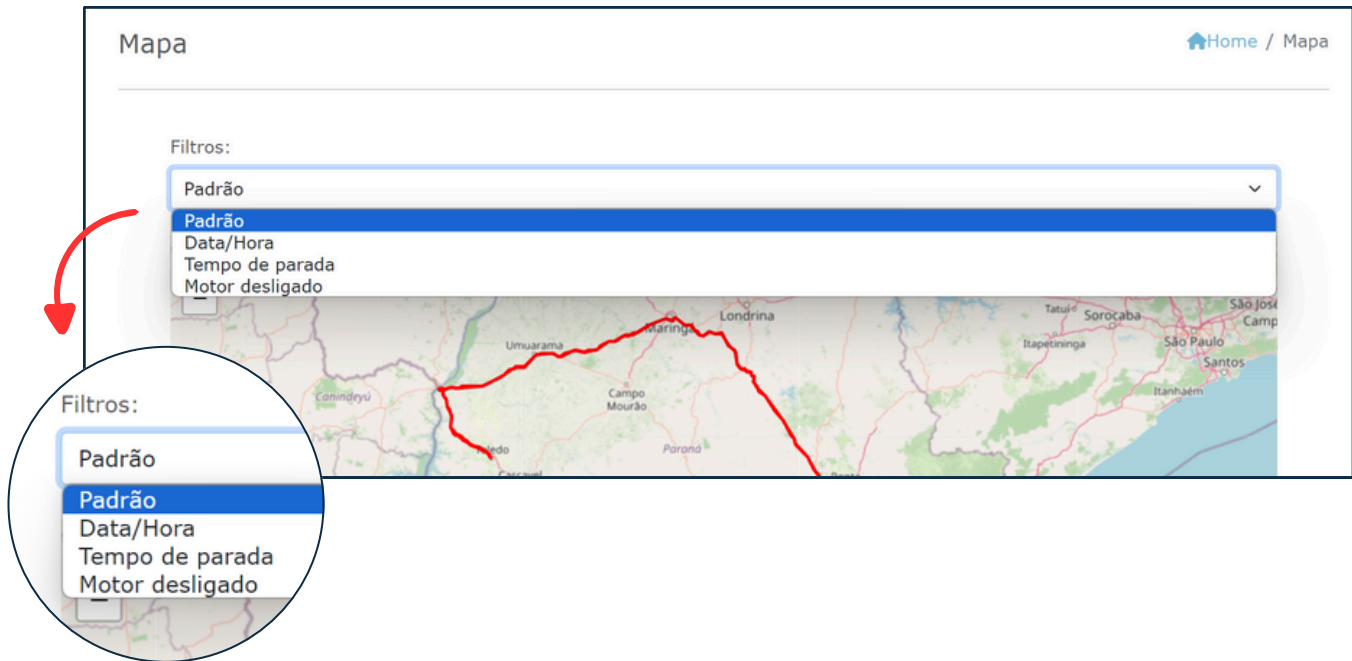 Mapa
Home / Mapa
Filtros:
Padrão
Padrão
Data/Hora
Tempo de parada
Motor desligado
Londrina
Maringá
Umuarama
Campo
Mourão
Canindeyú
Toledo
Cascavel
Paraná
Tatuí
Sorocaba
São José
Camp
Itapetininga
São Paulo
Santos
Itanhaém
Filtros:
Padrão
Padrão
Data/Hora
Tempo de parada
Motor desligado